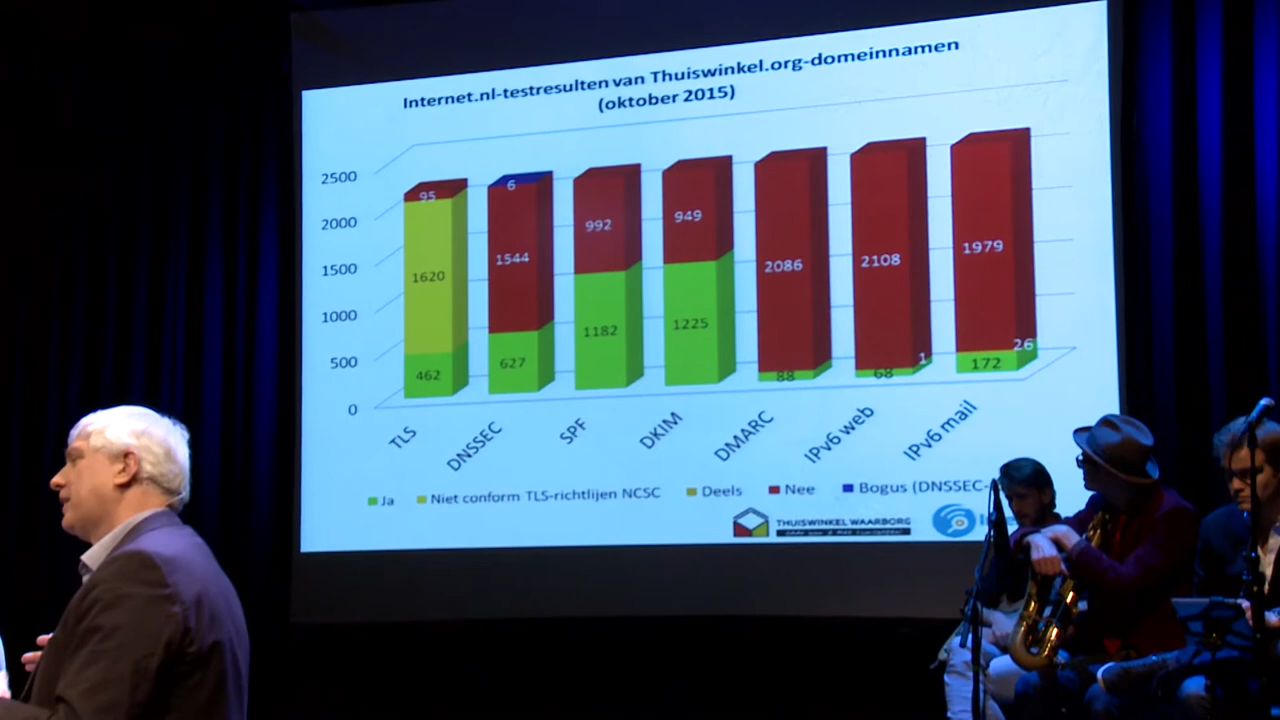 Internet.nl-testresulten van Thuiswinkel.org-domeinnamen
(oktober 2015)
2500
2000
1500
1000
500
0
95
1620
462
6
1544
627
992
1182
949
1225
2086
88
2108
1
68
1979
26
172
TLS
DNSSEC
SPF
DKIM
DMARC
IPv6 web
IPv6 mail
Ja
Niet conform TLS-richtlijen NCSC
Deels
Nee
Bogus (DNSSEC-
THUISWINKEL WAARBORG